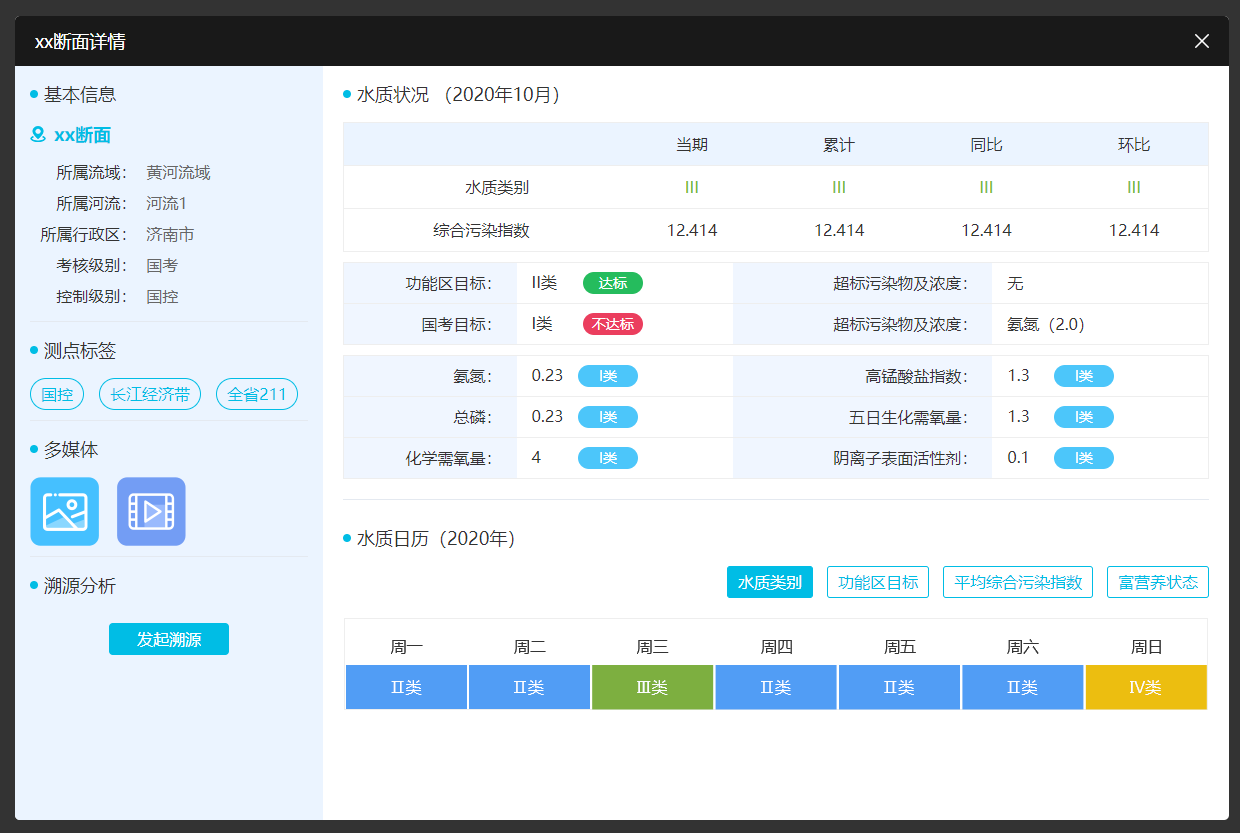 xx断面详情
基本信息
xx断面
所属流域： 黄河流域
所属河流： 河流1
所属行政区： 济南市
考核级别： 国考
控制级别： 国控
测点标签
国控 长江经济带 全省211
多媒体
溯源分析
发起溯源
水质状况 （2020年10月）
当期 累计 同比 环比
水质类别 III III III III
综合污染指数 12.414 12.414 12.414 12.414
功能区目标： II类 达标 超标污染物及浓度： 无
国考目标： I类 不达标 超标污染物及浓度： 氨氮（2.0）
氨氮： 0.23 I类 高锰酸盐指数： 1.3 I类
总磷： 0.23 I类 五日生化需氧量： 1.3 I类
化学需氧量： 4 I类 阴离子表面活性剂： 0.1 I类
水质日历（2020年）
水质类别 功能区目标 平均综合污染指数 富营养状态
周一 周二 周三 周四 周五 周六 周日
II类 II类 III类 II类 II类 II类 IV类